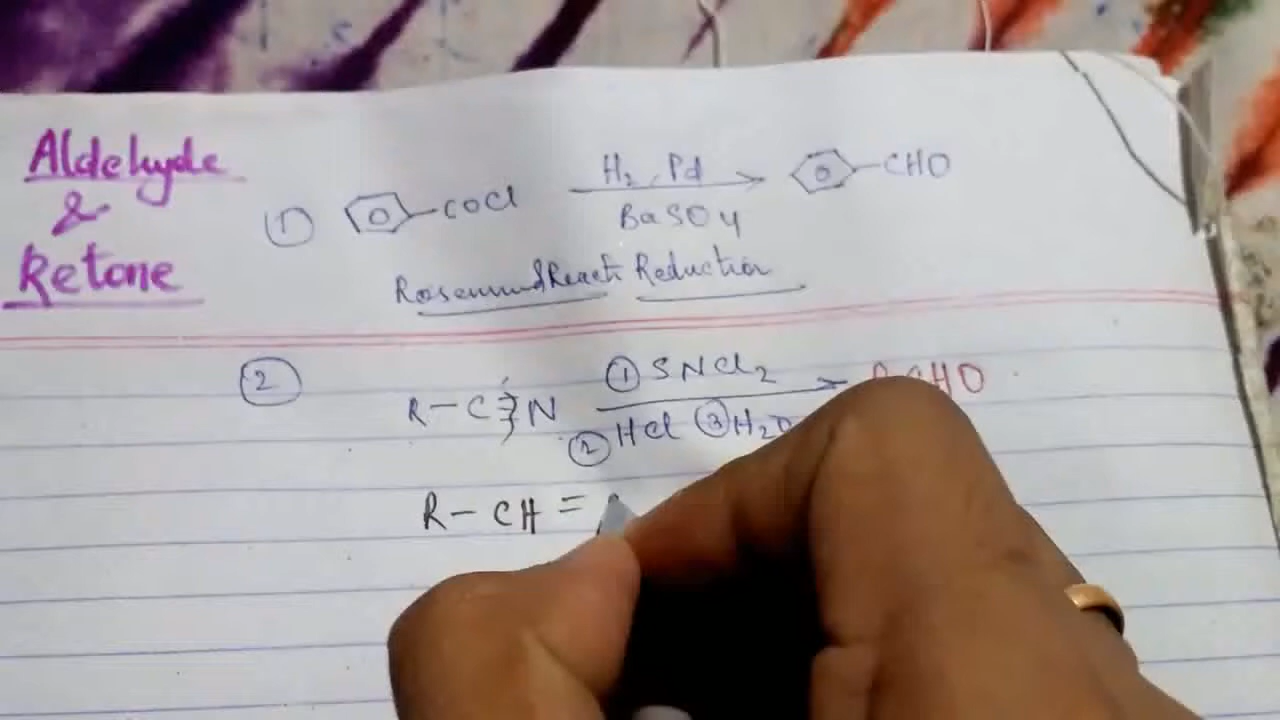 Aldehyde
&
Ketone
① COCl H2, Pd CHO
BaSO4
Rosenmund React Reduction
② R-C≡N ① SNCl2 CHO
② HCl ③ H2O
R-CH=